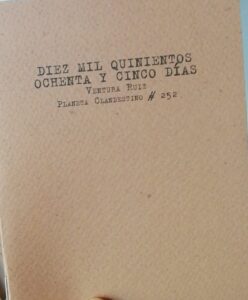 DIEZ MIL QUINIENTOS
OCHENTA Y CINCO DÍAS
VENTURA RUIZ
PLANETA CLANDESTINO # 252